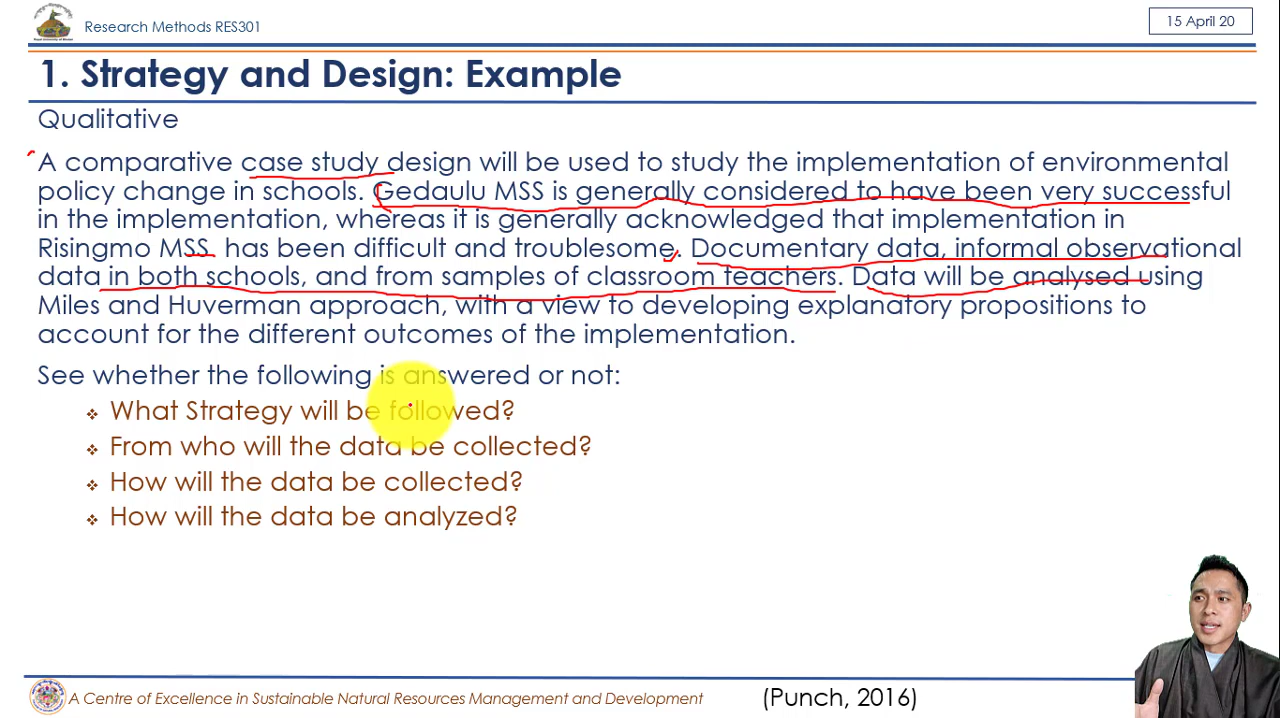 Research Methods RES301
15 April 20
1. Strategy and Design: Example
Qualitative
A comparative case study design will be used to study the implementation of environmental
policy change in schools. Gedaulu MSS is generally considered to have been very successful
in the implementation, whereas it is generally acknowledged that implementation in
Risingmo MSS has been difficult and troublesome. Documentary data, informal observational
data in both schools, and from samples of classroom teachers. Data will be analysed using
Miles and Huverman approach, with a view to developing explanatory propositions to
account for the different outcomes of the implementation.
See whether the following is answered or not:
❖ What Strategy will be followed?
❖ From who will the data be collected?
❖ How will the data be collected?
❖ How will the data be analyzed?
A Centre of Excellence in Sustainable Natural Resources Management and Development
(Punch, 2016)